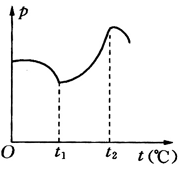 p
O t₁ t₂ t(℃)